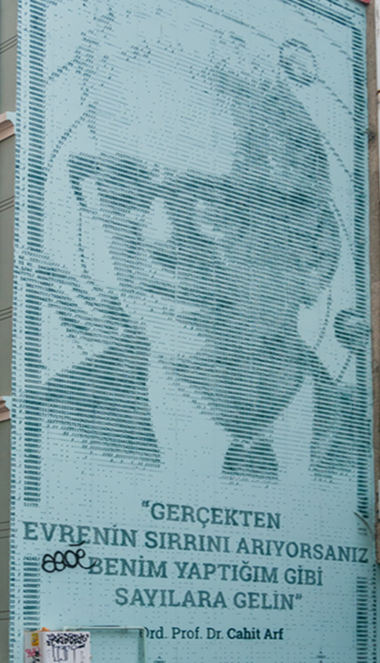 "GERÇEKTEN
EVRENİN SIRRINI ARIYORSANIZ
BENİM YAPTIĞIM GİBİ
SAYILARA GELİN"
Ord. Prof. Dr. Cahit Arf